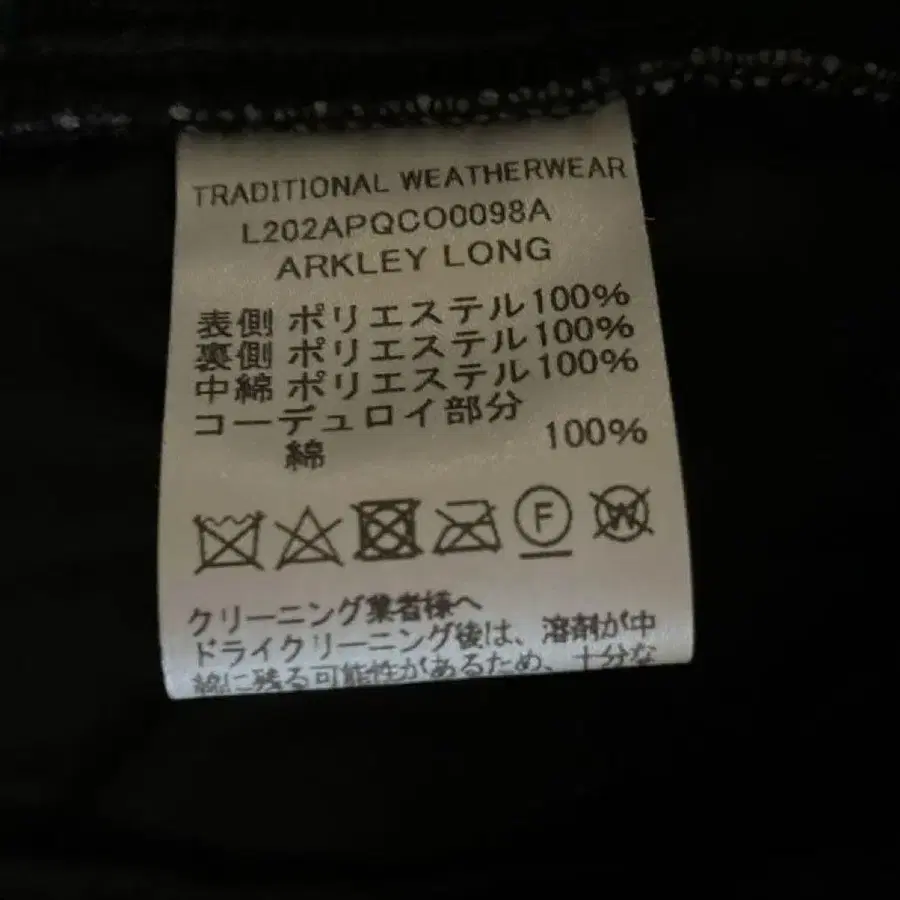 TRADITIONAL WEATHERWEAR
L202APQCO0098A
ARKLEY LONG
表側 ポリエステル100%
裏側 ポリエステル100%
中綿 ポリエステル100%
コーデュロイ部分
綿 100%
F W
クリーニング業者様へ
ドライクリーニング後は、溶剤が中
綿に残る可能性があるため、十分な